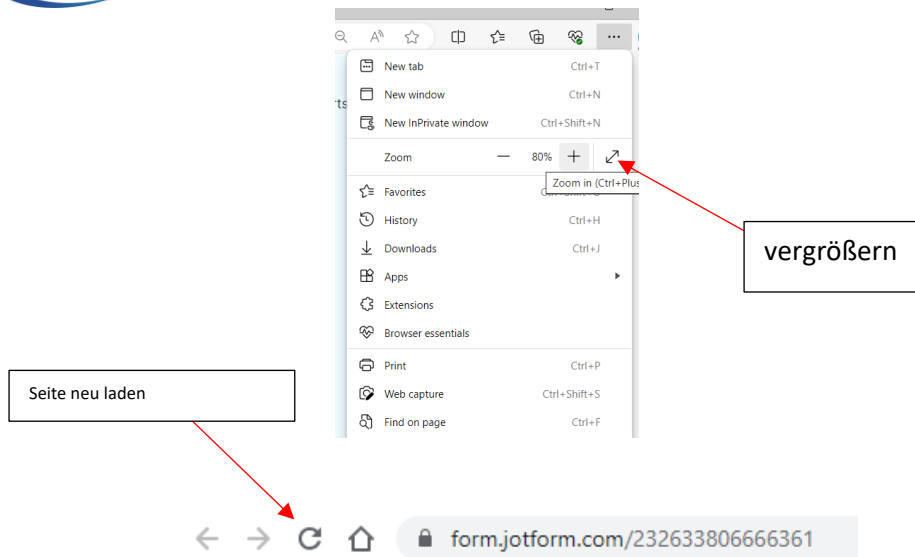 New tab Ctrl+T
New window Ctrl+N
New InPrivate window Ctrl+Shift+N
Zoom 80%
Zoom in (Ctrl+Plus
Favorites
History Ctrl+H
Downloads Ctrl+J
Apps
Extensions
Browser essentials
Print Ctrl+P
Web capture Ctrl+Shift+S
Find on page Ctrl+F
vergrößern
Seite neu laden
form.jotform.com/232633806666361